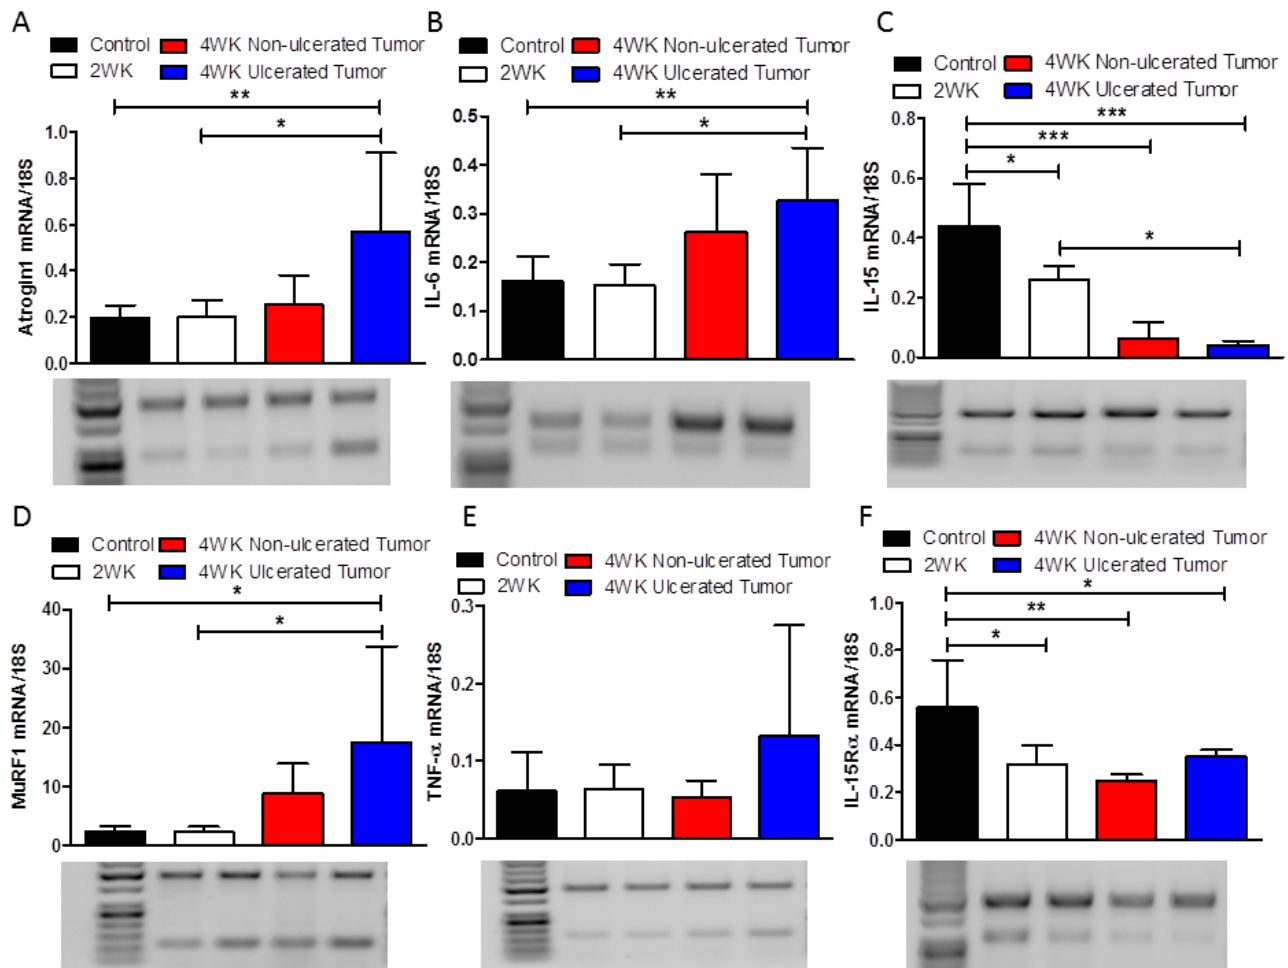 A
Control 4WK Non-ulcerated Tumor
2WK 4WK Ulcerated Tumor
**
*
Atrogin1 mRNA/18S
1.0
0.8
0.6
0.4
0.2
0.0
B
Control 4WK Non-ulcerated Tumor
2WK 4WK Ulcerated Tumor
**
*
IL-6 mRNA/18S
0.5
0.4
0.3
0.2
0.1
0.0
C
Control 4WK Non-ulcerated Tumor
2WK 4WK Ulcerated Tumor
***
***
*
*
IL-15 mRNA/18S
0.8
0.6
0.4
0.2
0.0
D
Control 4WK Non-ulcerated Tumor
2WK 4WK Ulcerated Tumor
*
*
MuRF1 mRNA/18S
40
30
20
10
0
E
Control 4WK Non-ulcerated Tumor
2WK 4WK Ulcerated Tumor
TNF-α mRNA/18S
0.3
0.2
0.1
0.0
F
Control 4WK Non-ulcerated Tumor
2WK 4WK Ulcerated Tumor
*
**
*
IL-15Rα mRNA/18S
1.0
0.8
0.6
0.4
0.2
0.0